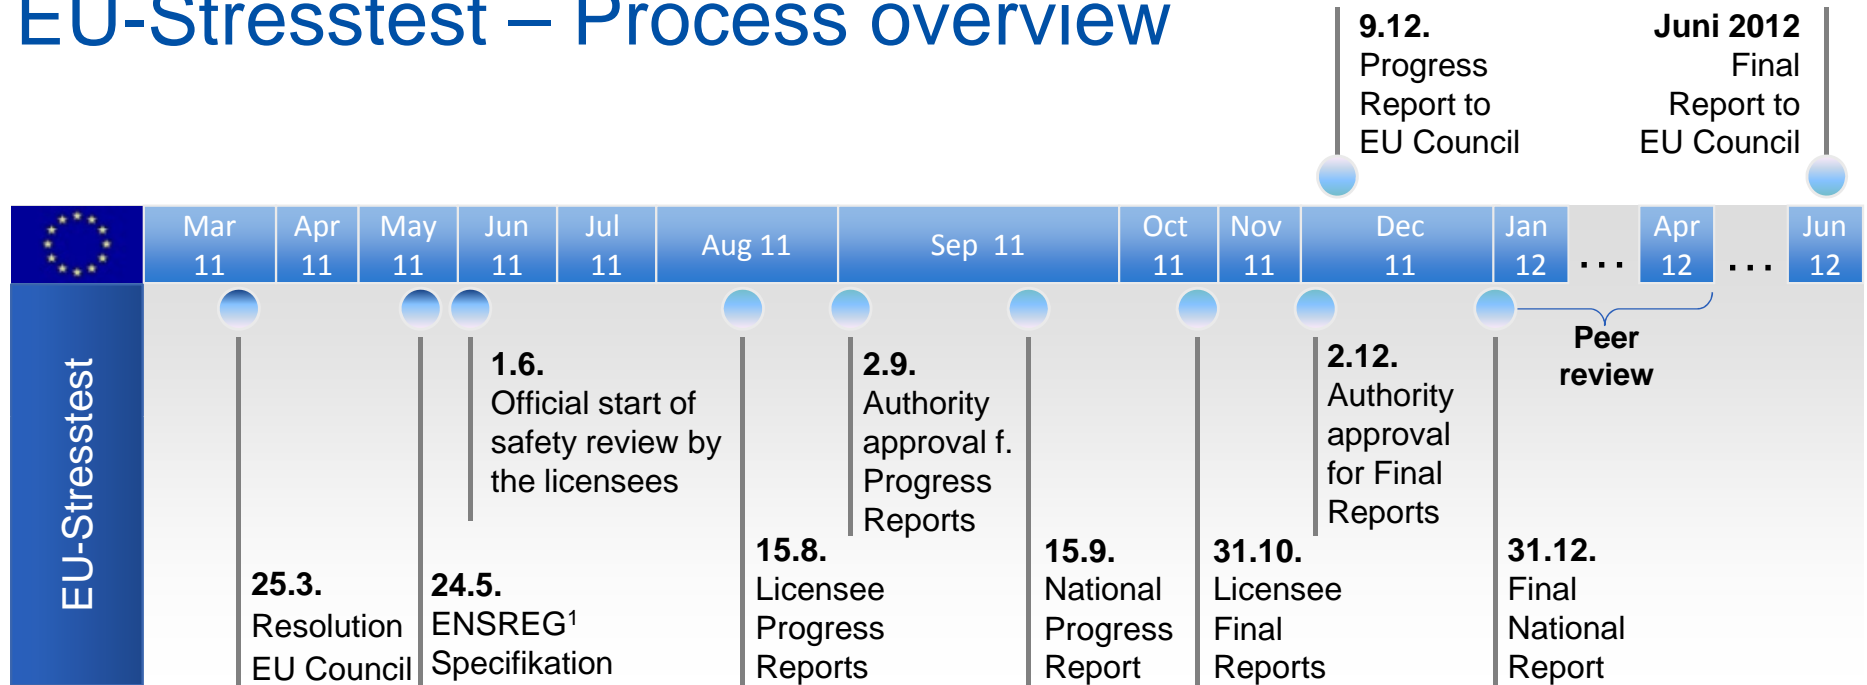 EU-Stresstest – Process overview
9.12.
Progress
Report to
EU Council
Juni 2012
Final
Report to
EU Council
Mar
11
Apr
11
May
11
Jun
11
Jul
11
Aug 11
Sep 11
Oct
11
Nov
11
Dec
11
Jan
12
...
Apr
12
...
Jun
12
EU-Stresstest
25.3.
Resolution
EU Council
24.5.
ENSREG¹
Specifikation
1.6.
Official start of
safety review by
the licensees
15.8.
Licensee
Progress
Reports
2.9.
Authority
approval f.
Progress
Reports
15.9.
National
Progress
Report
31.10.
Licensee
Final
Reports
2.12.
Authority
approval
for Final
Reports
31.12.
Final
National
Report
Peer
review